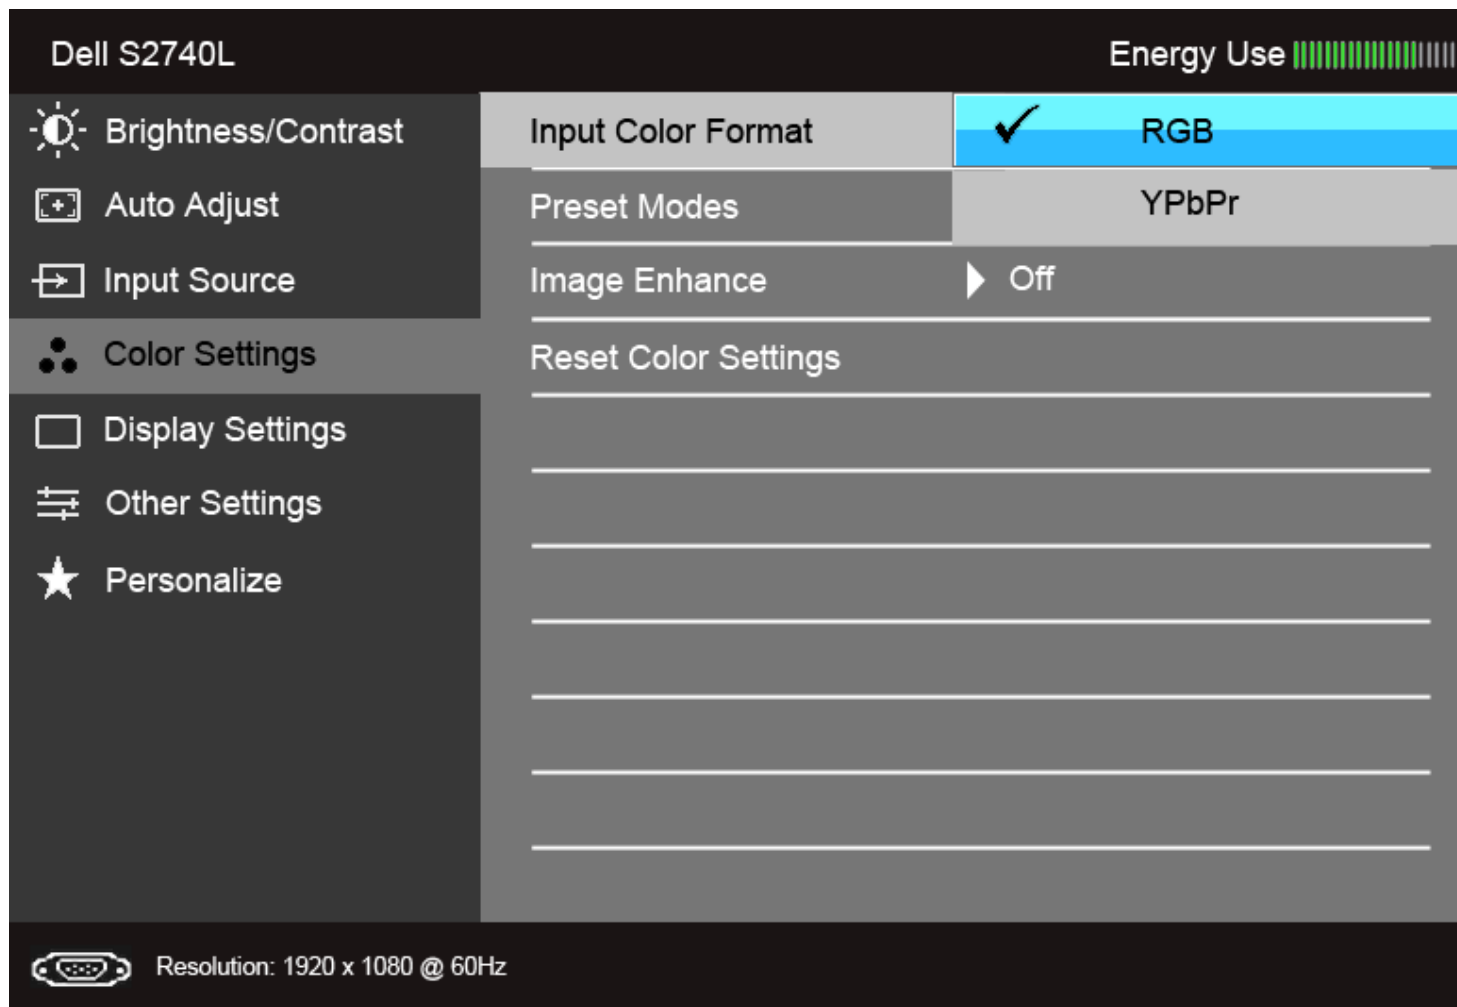 Dell S2740L
Energy Use
Brightness/Contrast
Input Color Format
RGB
Auto Adjust
Preset Modes
YPbPr
Input Source
Image Enhance
Off
Color Settings
Reset Color Settings
Display Settings
Other Settings
Personalize
Resolution: 1920 x 1080 @ 60Hz